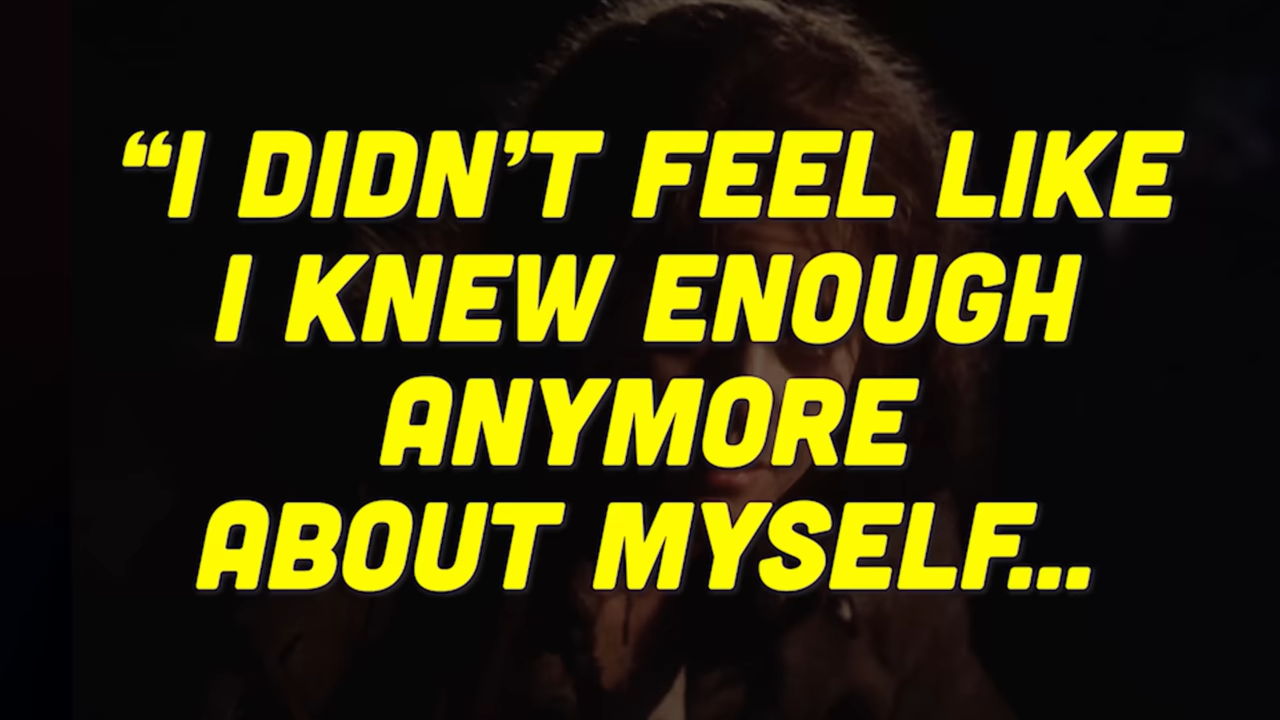 “I DIDN’T FEEL LIKE
I KNEW ENOUGH
ANYMORE
ABOUT MYSELF...